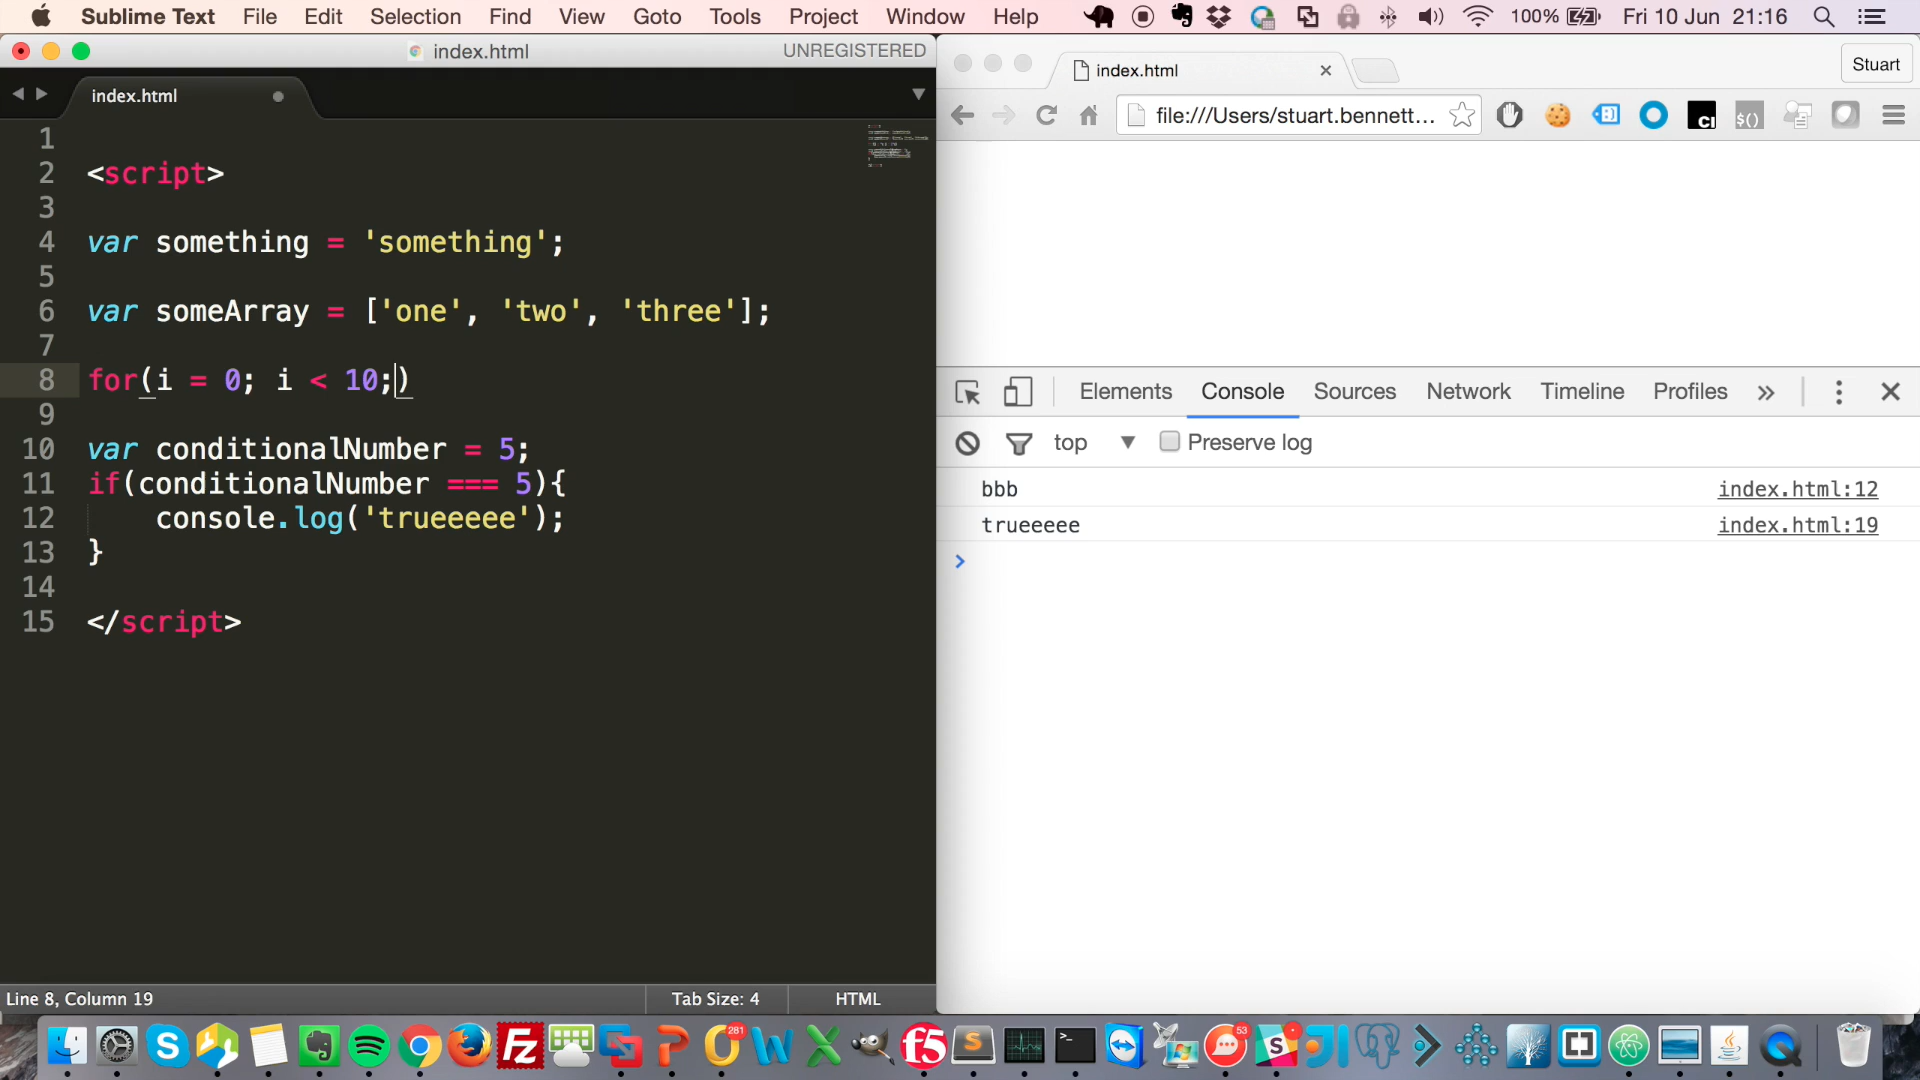 Sublime Text File Edit Selection Find View Goto Tools Project Window Help 100% Fri 10 Jun 21:16
index.html UNREGISTERED
index.html
1
2 <script>
3
4 var something = 'something';
5
6 var someArray = ['one', 'two', 'three'];
7
8 for(i = 0; i < 10;)
9
10 var conditionalNumber = 5;
11 if(conditionalNumber === 5){
12 console.log('trueeeee');
13 }
14
15 </script>
Line 8, Column 19 Tab Size: 4 HTML
index.html Stuart
file:///Users/stuart.bennett...
Elements Console Sources Network Timeline Profiles »
top Preserve log
bbb index.html:12
trueeeee index.html:19
281
53